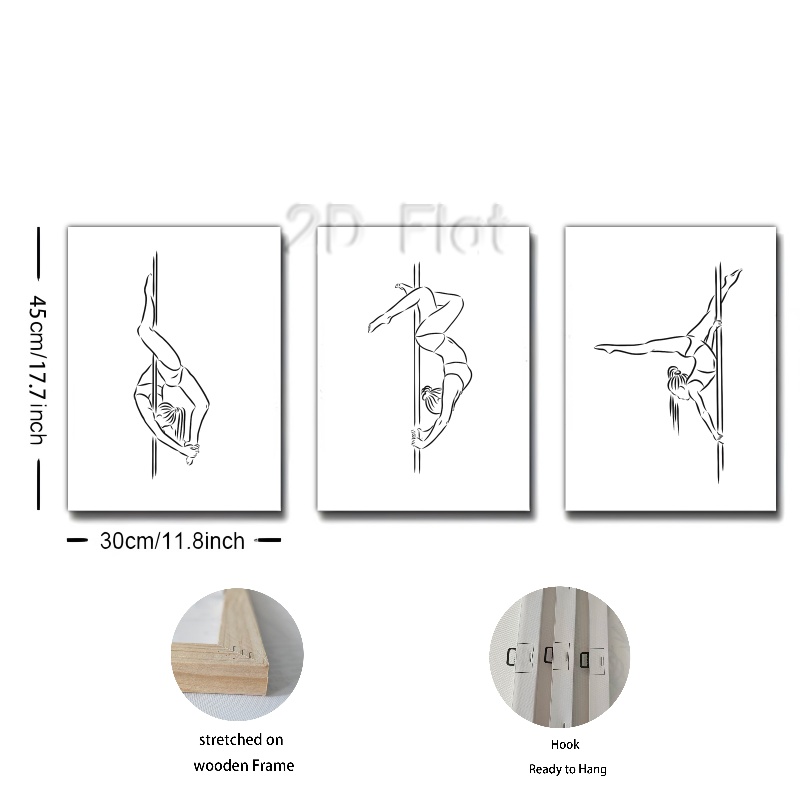 2D Flat
45cm/17.7inch
30cm/11.8inch
stretched on
wooden Frame
Hook
Ready to Hang